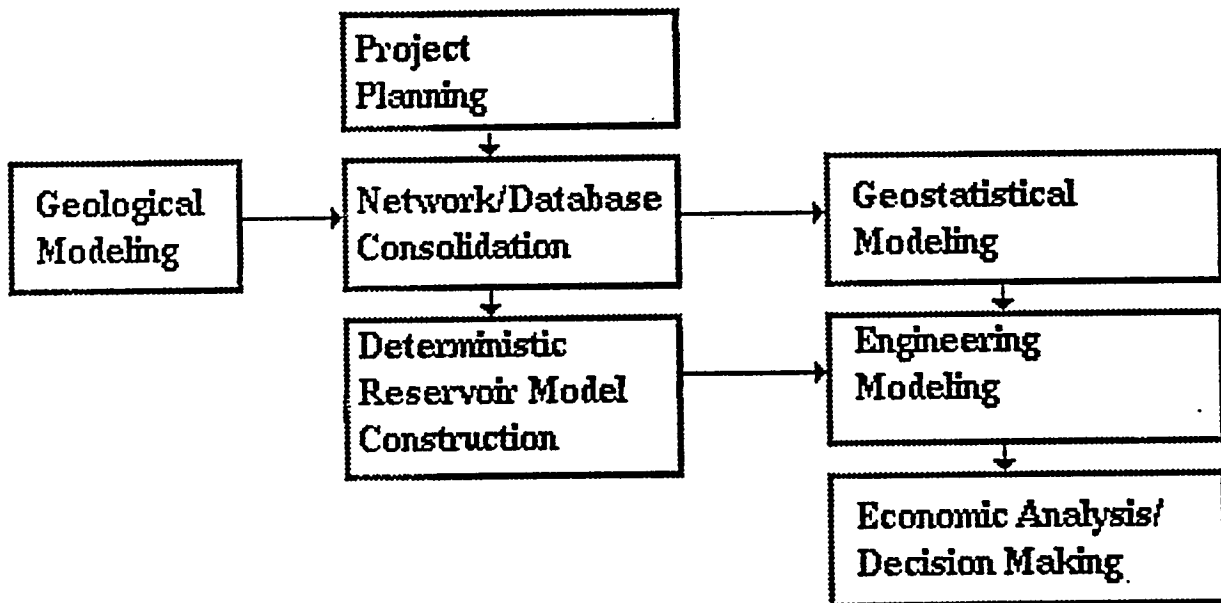 Project
Planning
Geological
Modeling
Network/Database
Consolidation
Geostatistical
Modeling
Deterministic
Reservoir Model
Construction
Engineering
Modeling
Economic Analysis/
Decision Making